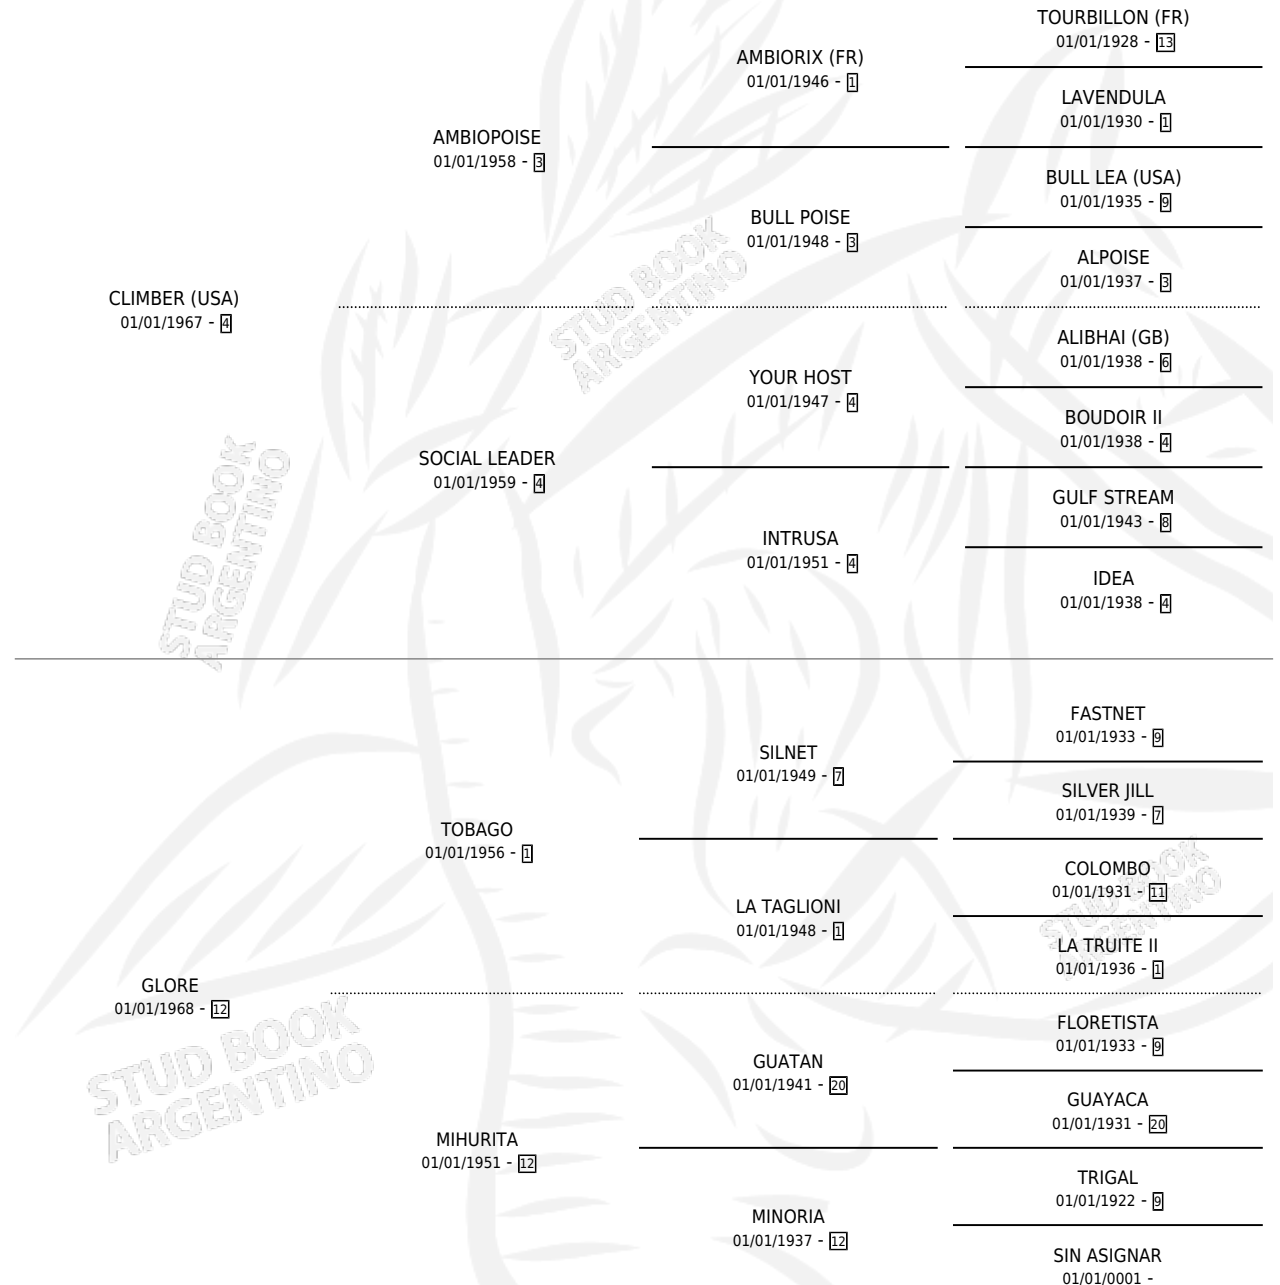 TOURBILLON (FR)
01/01/1928 - 13
AMBIORIX (FR)
01/01/1946 - 1
LAVENDULA
01/01/1930 - 1
AMBIOPOISE
01/01/1958 - 3
BULL LEA (USA)
01/01/1935 - 9
BULL POISE
01/01/1948 - 3
ALPOISE
01/01/1937 - 3
CLIMBER (USA)
01/01/1967 - 4
ALIBHAI (GB)
01/01/1938 - 6
YOUR HOST
01/01/1947 - 4
BOUDOIR II
01/01/1938 - 4
SOCIAL LEADER
01/01/1959 - 4
GULF STREAM
01/01/1943 - 8
INTRUSA
01/01/1951 - 4
IDEA
01/01/1938 - 4
FASTNET
01/01/1933 - 9
SILNET
01/01/1949 - 7
SILVER JILL
01/01/1939 - 7
TOBAGO
01/01/1956 - 1
COLOMBO
01/01/1931 - 11
LA TAGLIONI
01/01/1948 - 1
LA TRUITE II
01/01/1936 - 1
GLORE
01/01/1968 - 12
FLORETISTA
01/01/1933 - 9
GUATAN
01/01/1941 - 20
GUAYACA
01/01/1931 - 20
MIHURITA
01/01/1951 - 12
TRIGAL
01/01/1922 - 9
MINORIA
01/01/1937 - 12
SIN ASIGNAR
01/01/0001 -
STUD BOOK
ARGENTINO
STUD BOOK
ARGENTINO
STUD BOOK
ARGENTINO
STUD BOOK
ARGENTINO